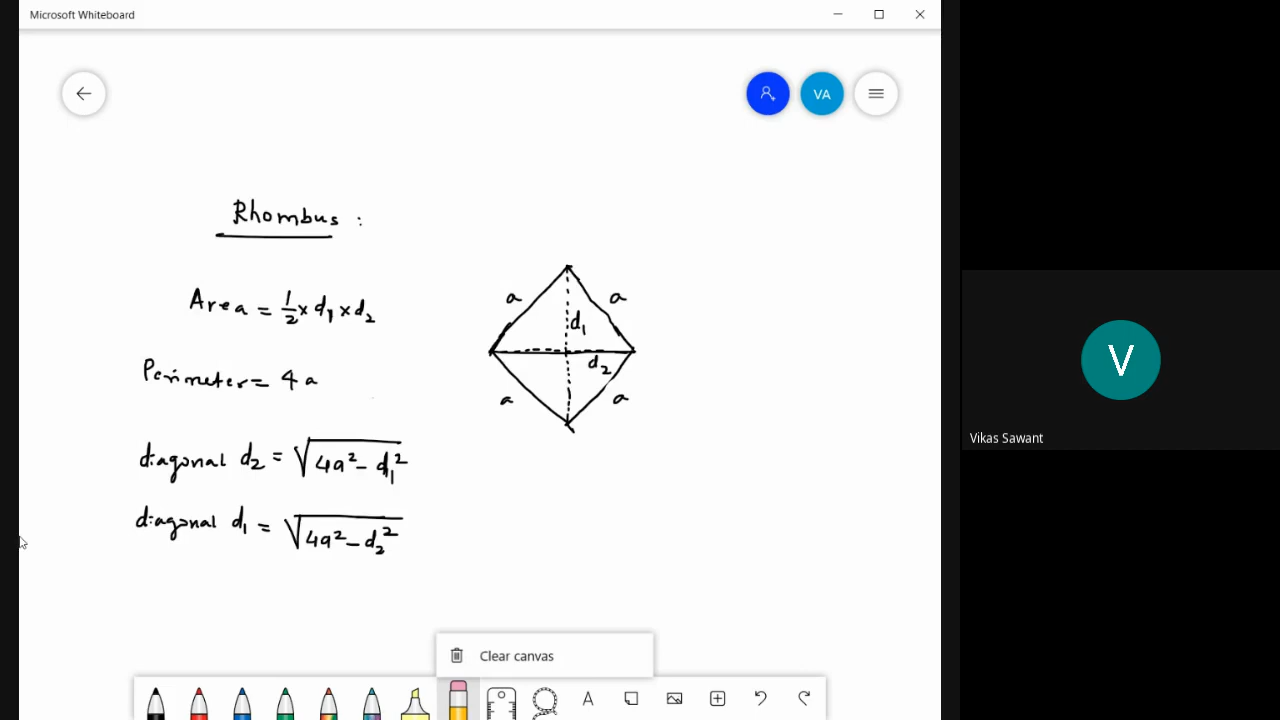 Microsoft Whiteboard
VA
Rhombus :
Area = 1/2 × d₁ × d₂
Perimeter = 4a
diagonal d₂ = √(4a² - d₁²)
diagonal d₁ = √(4a² - d₂²)
a
a
d₁
d₂
a
a
Clear canvas
A
V
Vikas Sawant